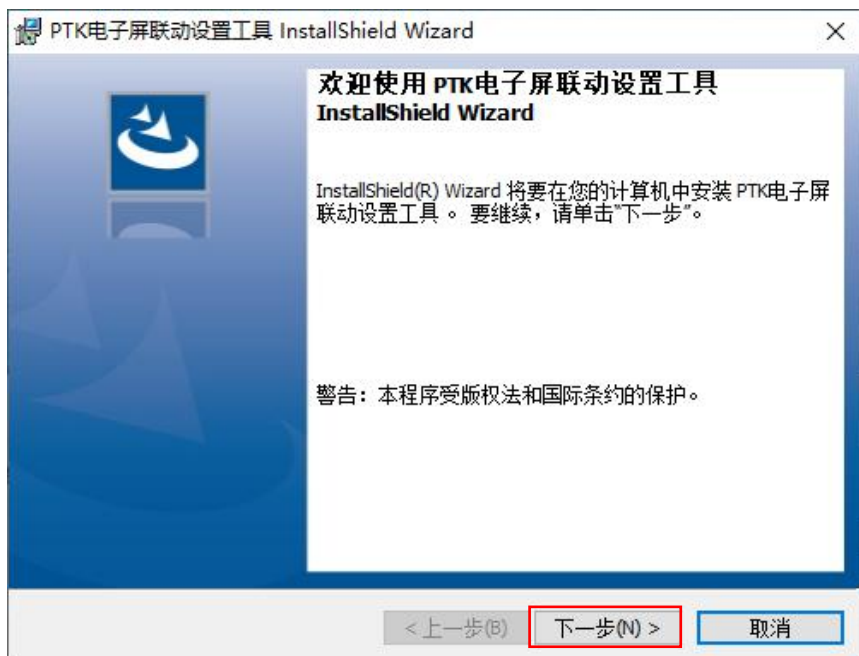 PTK电子屏联动设置工具 InstallShield Wizard
欢迎使用 PTK电子屏联动设置工具
InstallShield Wizard
InstallShield(R) Wizard 将要在您的计算机中安装 PTK电子屏
联动设置工具 。 要继续，请单击“下一步”。
警告：本程序受版权法和国际条约的保护。
< 上一步(B) 下一步(N) > 取消